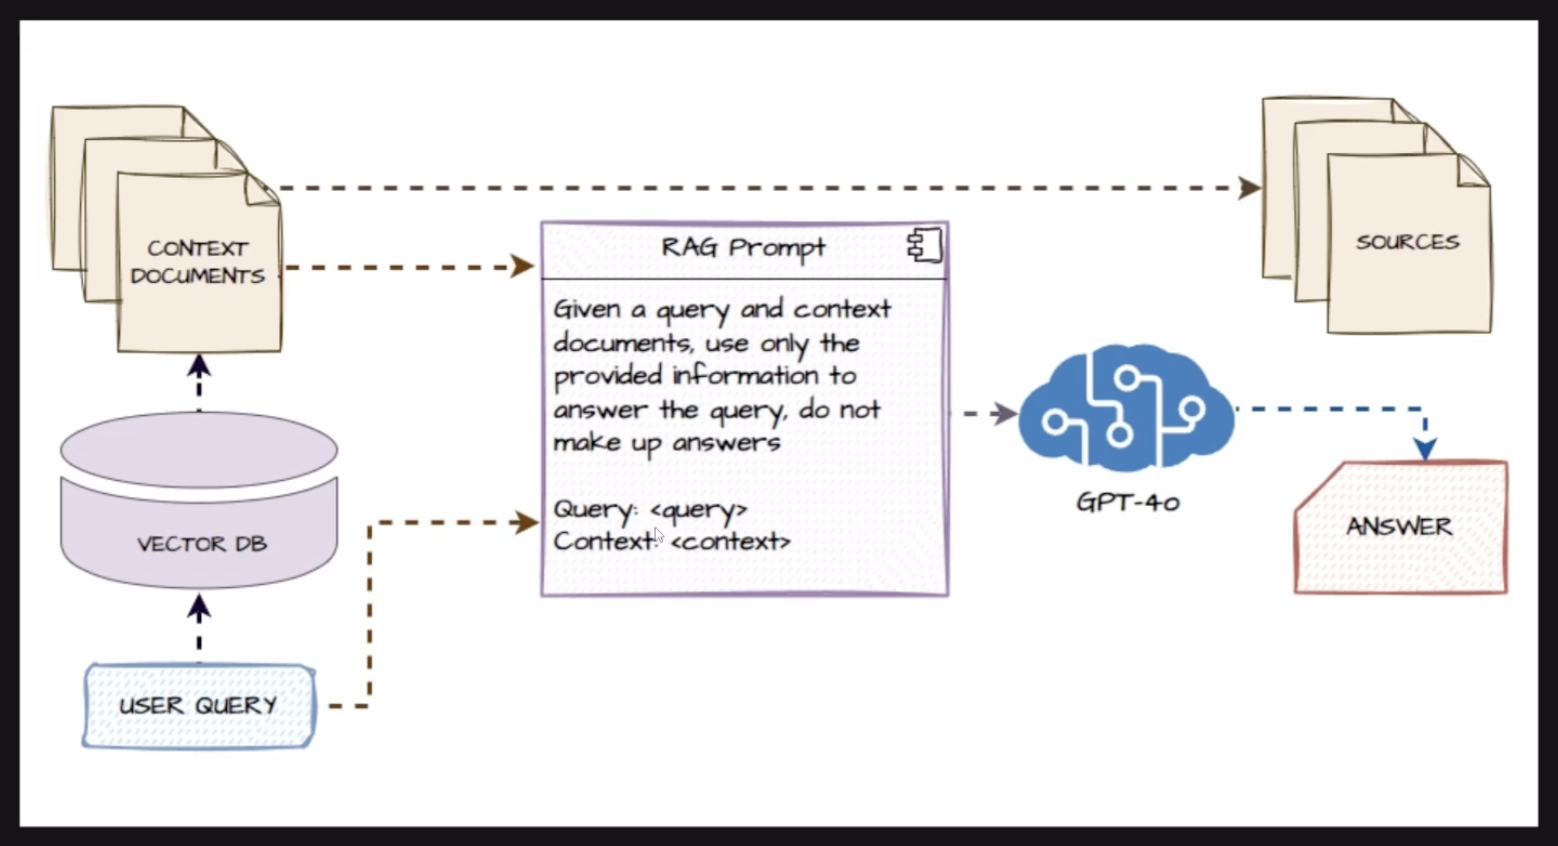 CONTEXT
DOCUMENTS
VECTOR DB
USER QUERY
RAG Prompt
Given a query and context
documents, use only the
provided information to
answer the query, do not
make up answers
Query: <query>
Context: <context>
GPT-4o
SOURCES
ANSWER